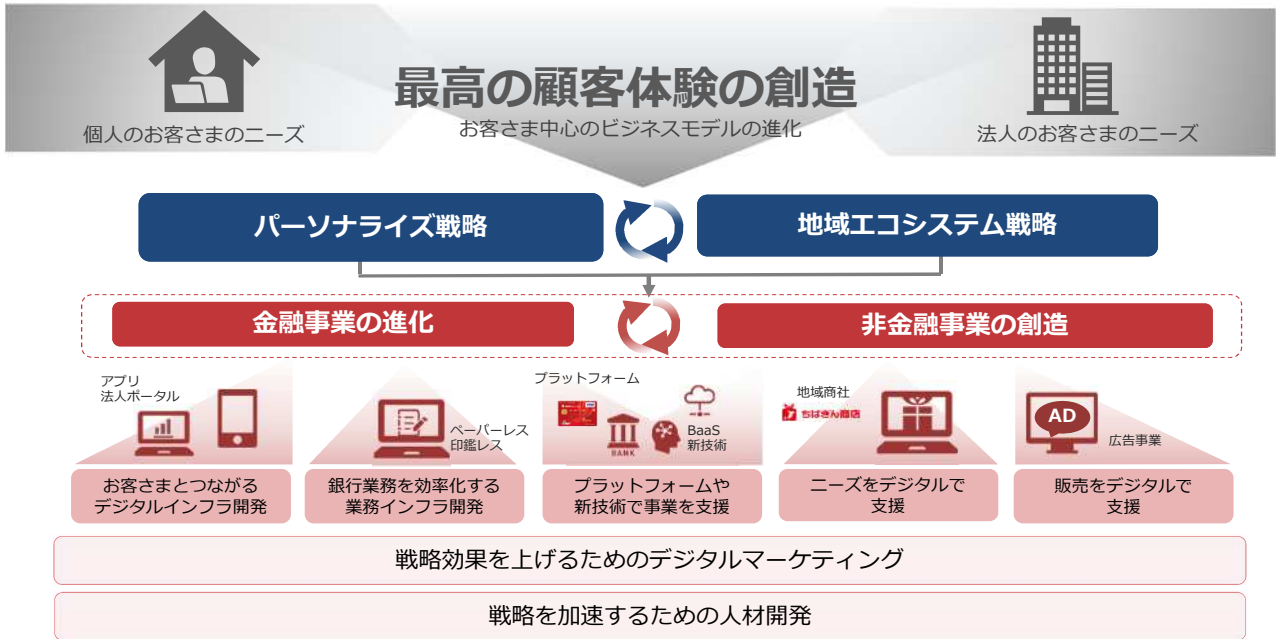 最高の顧客体験の創造
お客さま中心のビジネスモデルの進化
個人のお客さまのニーズ
法人のお客さまのニーズ
パーソナライズ戦略
地域エコシステム戦略
金融事業の進化
非金融事業の創造
アプリ
法人ポータル
ペーパーレス
印鑑レス
プラットフォーム
BANK
BaaS
新技術
地域商社
ちばぎん商店
AD
広告事業
お客さまとつながる
デジタルインフラ開発
銀行業務を効率化する
業務インフラ開発
プラットフォームや
新技術で事業を支援
ニーズをデジタルで
支援
販売をデジタルで
支援
戦略効果を上げるためのデジタルマーケティング
戦略を加速するための人材開発